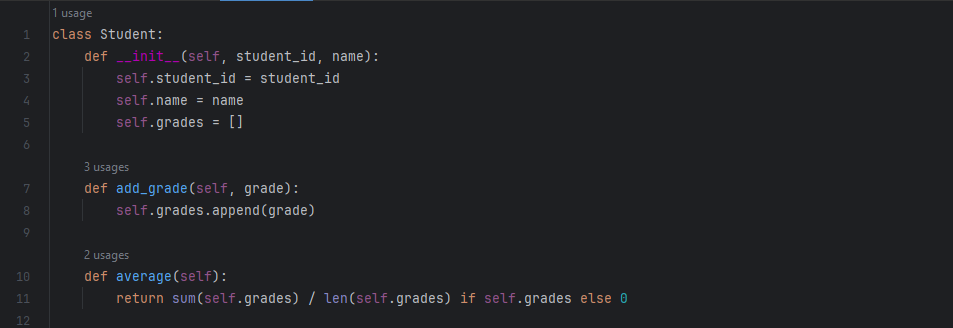 1 usage
1 class Student:
2     def __init__(self, student_id, name):
3         self.student_id = student_id
4         self.name = name
5         self.grades = []
6
3 usages
7     def add_grade(self, grade):
8         self.grades.append(grade)
9
2 usages
10     def average(self):
11         return sum(self.grades) / len(self.grades) if self.grades else 0
12